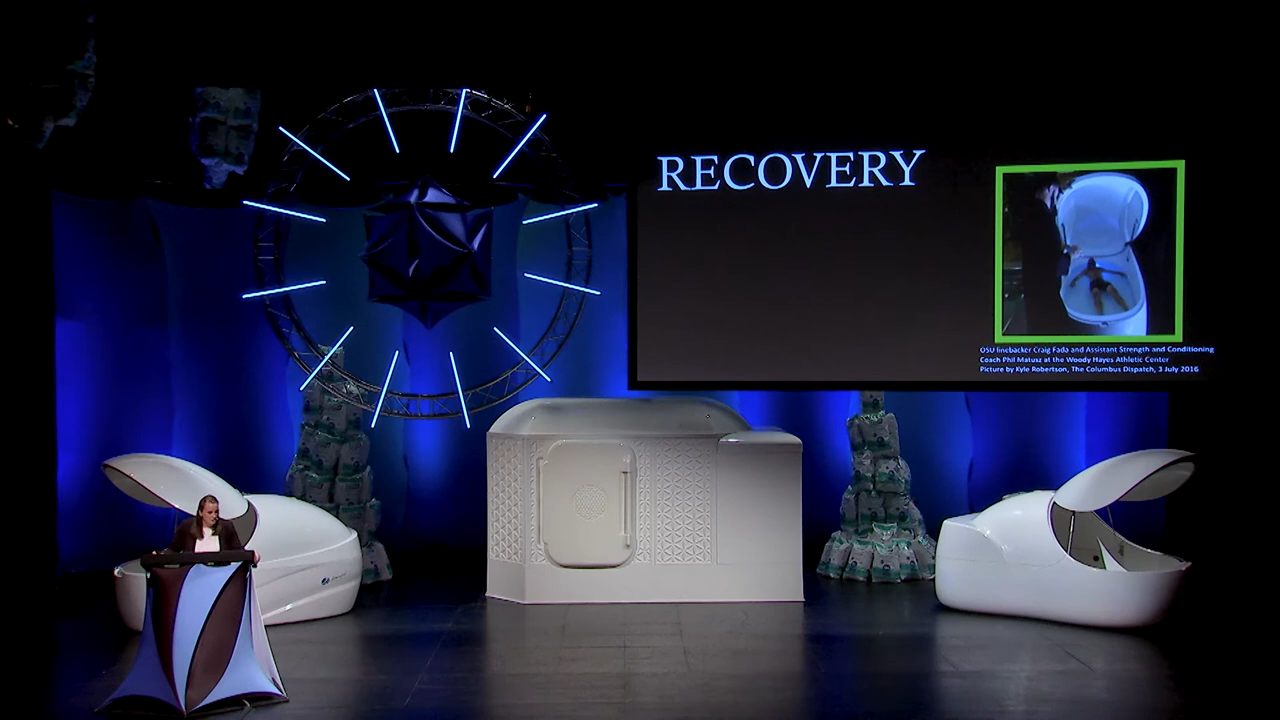 RECOVERY
OSU linebacker Craig Fada and Assistant Strength and Conditioning
Coach Phil Matusz at the Woody Hayes Athletic Center
Picture by Kyle Robertson, The Columbus Dispatch, 3 July 2016